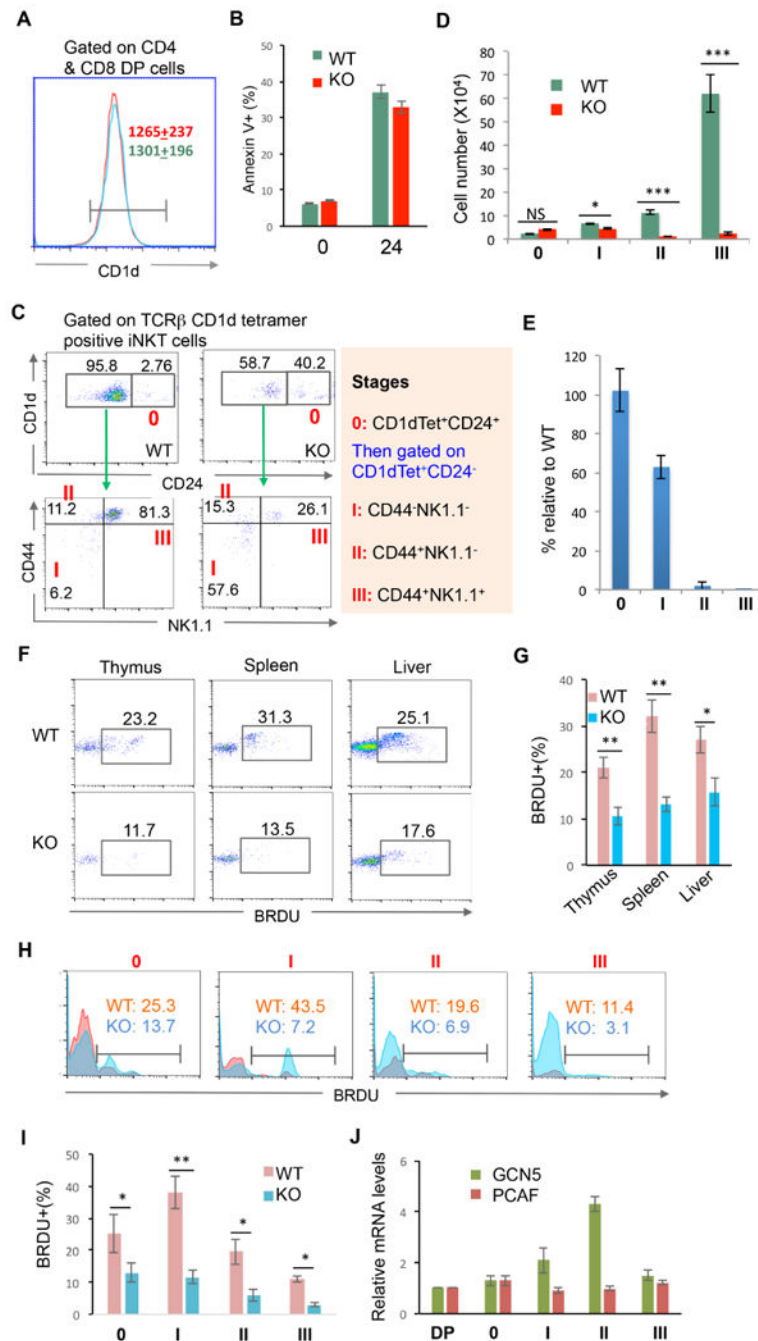 A
Gated on CD4
& CD8 DP cells
1265±237
1301±196
CD1d
B
WT
KO
Annexin V+ (%)
50
40
30
20
10
0
0 24
D
WT
KO
Cell number (X10⁴)
80
70
60
50
40
30
20
10
0
NS * *** ***
0 I II III
C
Gated on TCRβ CD1d tetramer
positive iNKT cells
95.8 2.76
0
WT
58.7 40.2
0
KO
CD1d
CD24
II
11.2 81.3
III
I
6.2
II
15.3 26.1
III
I
57.6
CD44
NK1.1
Stages
0: CD1dTet⁺CD24⁺
Then gated on
CD1dTet⁺CD24⁻
I: CD44⁻NK1.1⁻
II: CD44⁺NK1.1⁻
III: CD44⁺NK1.1⁺
E
% relative to WT
120
100
80
60
40
20
0
0 I II III
F
Thymus Spleen Liver
WT
23.2 31.3 25.1
KO
11.7 13.5 17.6
BRDU
G
WT
KO
BRDU+(%)
40
30
20
10
0
** ** *
Thymus Spleen Liver
H
0 I II III
WT: 25.3
KO: 13.7
WT: 43.5
KO: 7.2
WT: 19.6
KO: 6.9
WT: 11.4
KO: 3.1
BRDU
I
WT
KO
BRDU+(%)
50
40
30
20
10
0
* ** * *
0 I II III
J
GCN5
PCAF
Relative mRNA levels
6
4
2
0
DP 0 I II III